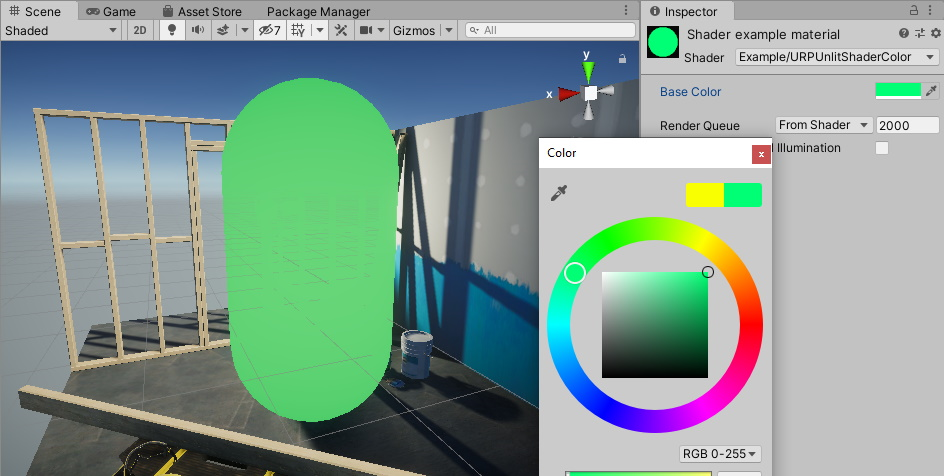 Scene Game Asset Store Package Manager
Shaded 2D 7 Gizmos All
y
x
Inspector
Shader example material
Shader Example/URPUnlitShaderColor
Base Color
Render Queue From Shader 2000
Illumination
Color
x
RGB 0-255